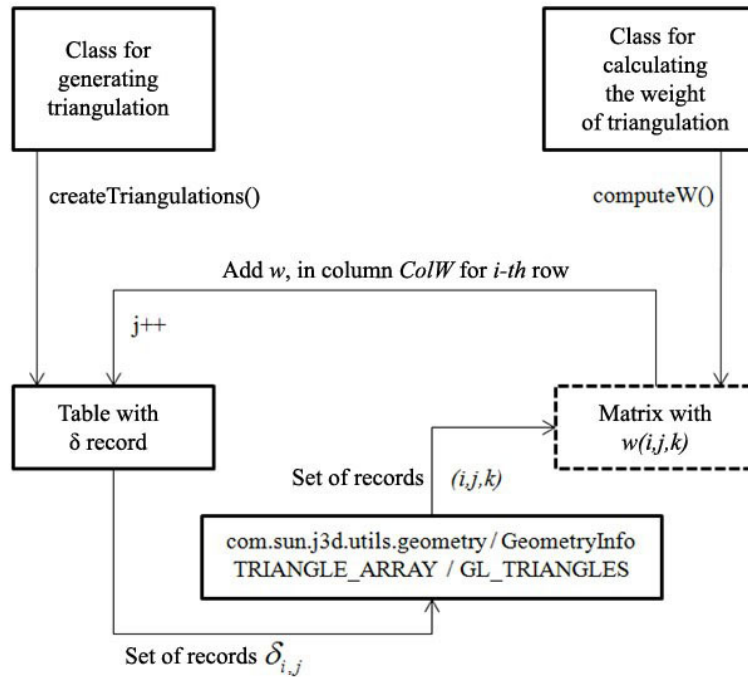 Class for
generating
triangulation
Class for
calculating
the weight
of triangulation
createTriangulations()
computeW()
Add w, in column ColW for i-th row
j++
Table with
δ record
Matrix with
w(i,j,k)
Set of records (i,j,k)
com.sun.j3d.utils.geometry / GeometryInfo
TRIANGLE_ARRAY / GL_TRIANGLES
Set of records δi,j